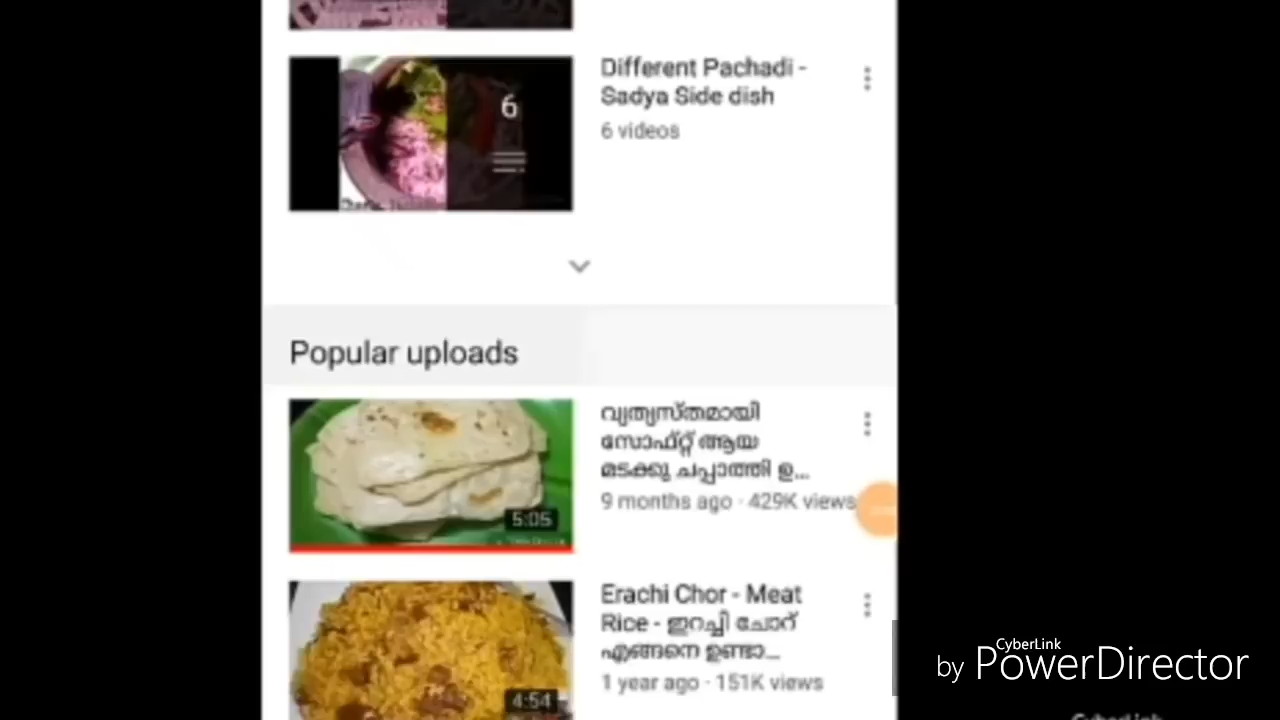 Different Pachadi -
Sadya Side dish
6 videos
6
Popular uploads
വ്യത്യസ്തമായി
സോഫ്റ്റ് ആയ
മടക്കു ചപ്പാത്തി ഉ...
9 months ago · 429K views
5:05
Erachi Chor - Meat
Rice - ഇറച്ചി ചോറ്
എങ്ങനെ ഉണ്ടാ...
1 year ago · 151K views
4:54
CyberLink
by PowerDirector
CyberLink